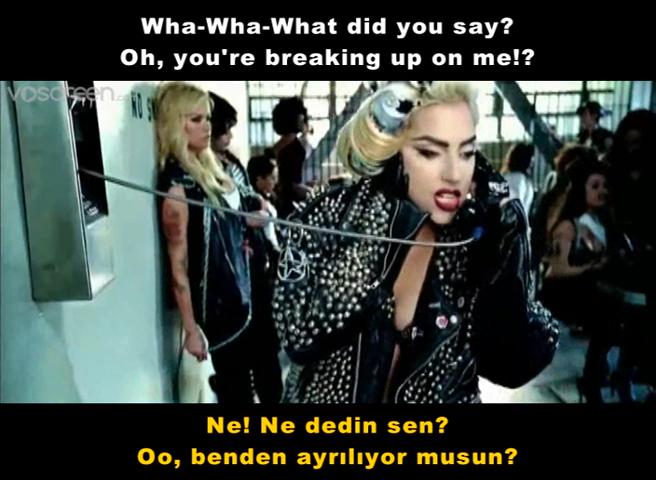 Wha-Wha-What did you say?
Oh, you're breaking up on me!?
voscreen
NO S
Ne! Ne dedin sen?
Oo, benden ayrılıyor musun?